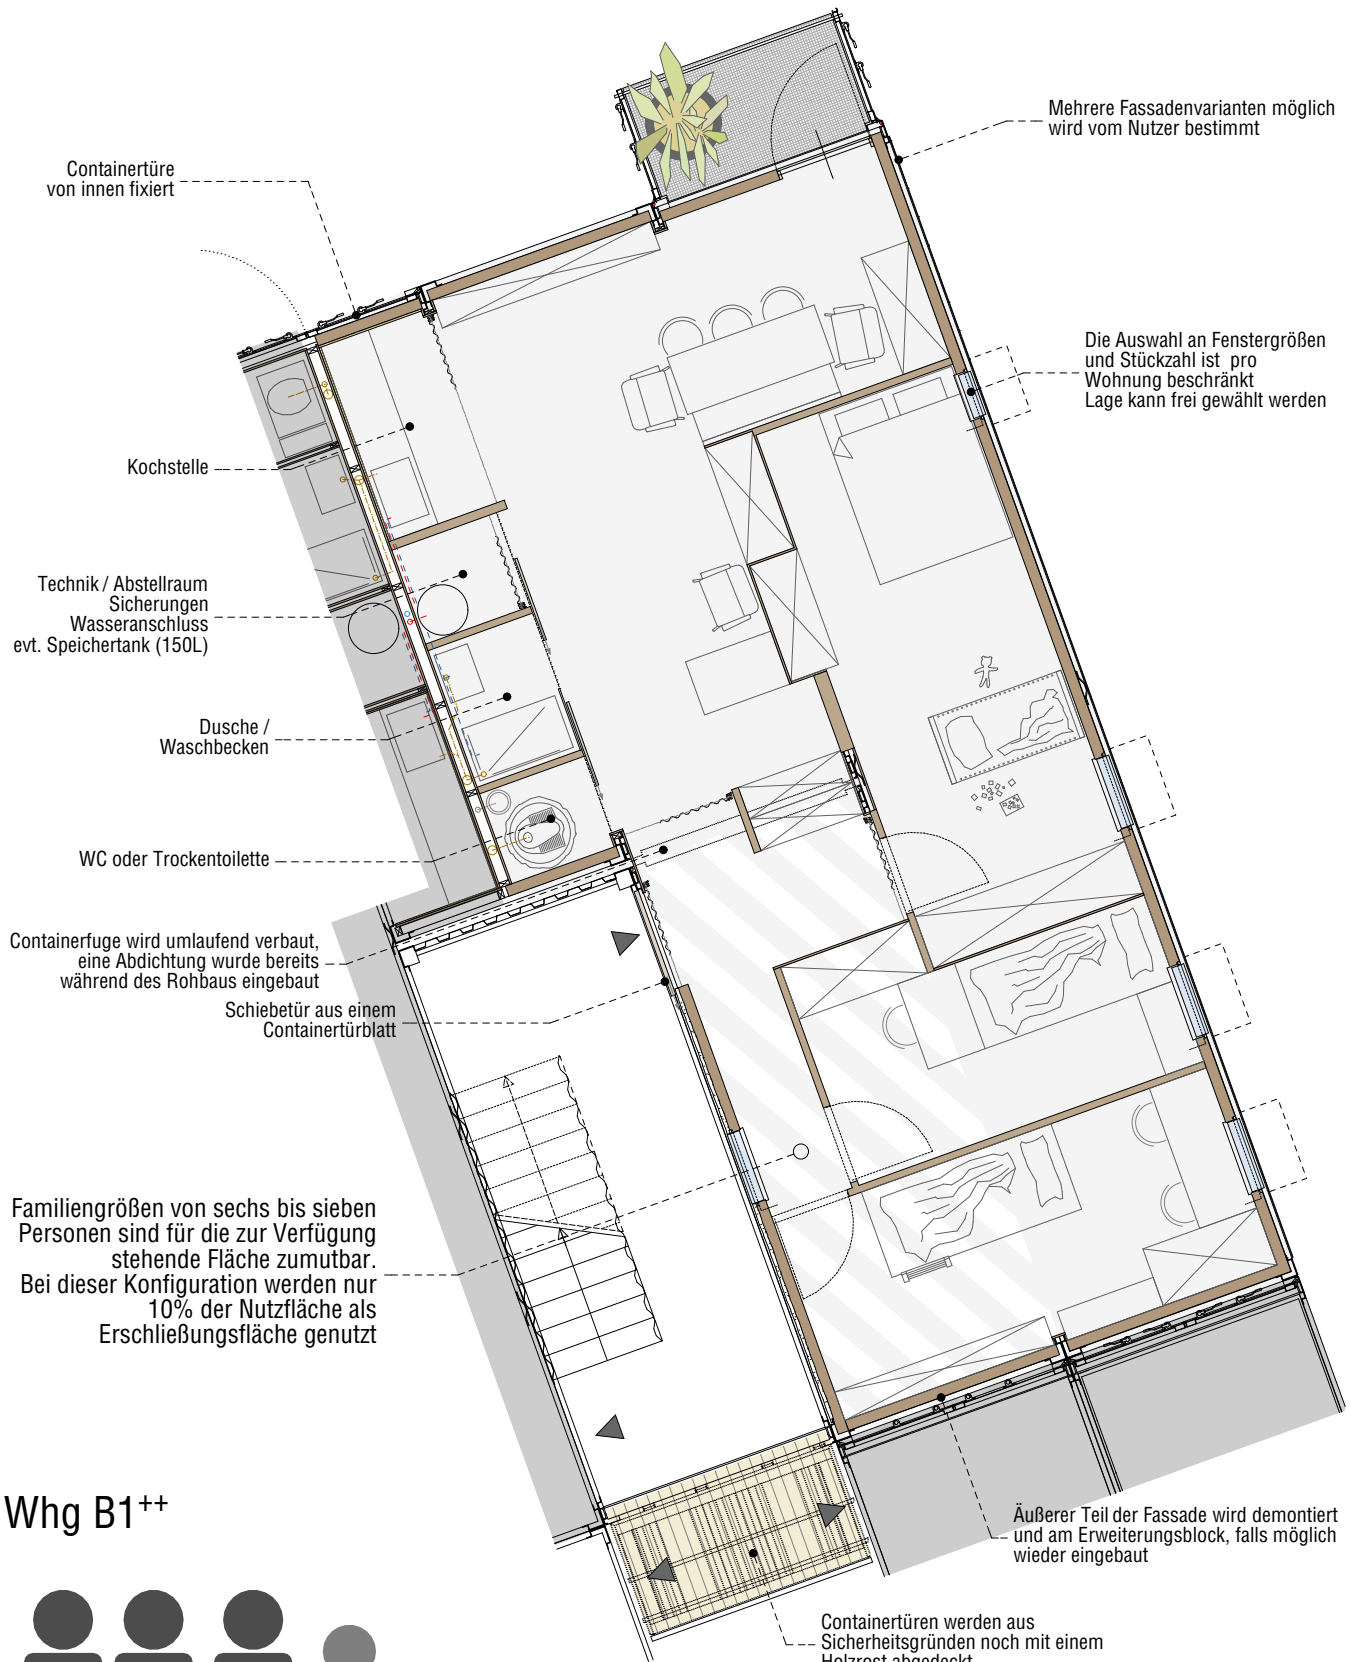 Mehrere Fassadenvarianten möglich
wird vom Nutzer bestimmt
Containertüre
von innen fixiert
Die Auswahl an Fenstergrößen
und Stückzahl ist pro
Wohnung beschränkt
Lage kann frei gewählt werden
Kochstelle
Technik / Abstellraum
Sicherungen
Wasseranschluss
evt. Speichertank (150L)
Dusche /
Waschbecken
WC oder Trockentoilette
Containerfuge wird umlaufend verbaut,
eine Abdichtung wurde bereits
während des Rohbaus eingebaut
Schiebetür aus einem
Containertürblatt
Familiengrößen von sechs bis sieben
Personen sind für die zur Verfügung
stehende Fläche zumutbar.
Bei dieser Konfiguration werden nur
10% der Nutzfläche als
Erschließungsfläche genutzt
Whg B1++
Äußerer Teil der Fassade wird demontiert
und am Erweiterungsblock, falls möglich
wieder eingebaut
Containertüren werden aus
Sicherheitsgründen noch mit einem
Holzrost abgedeckt